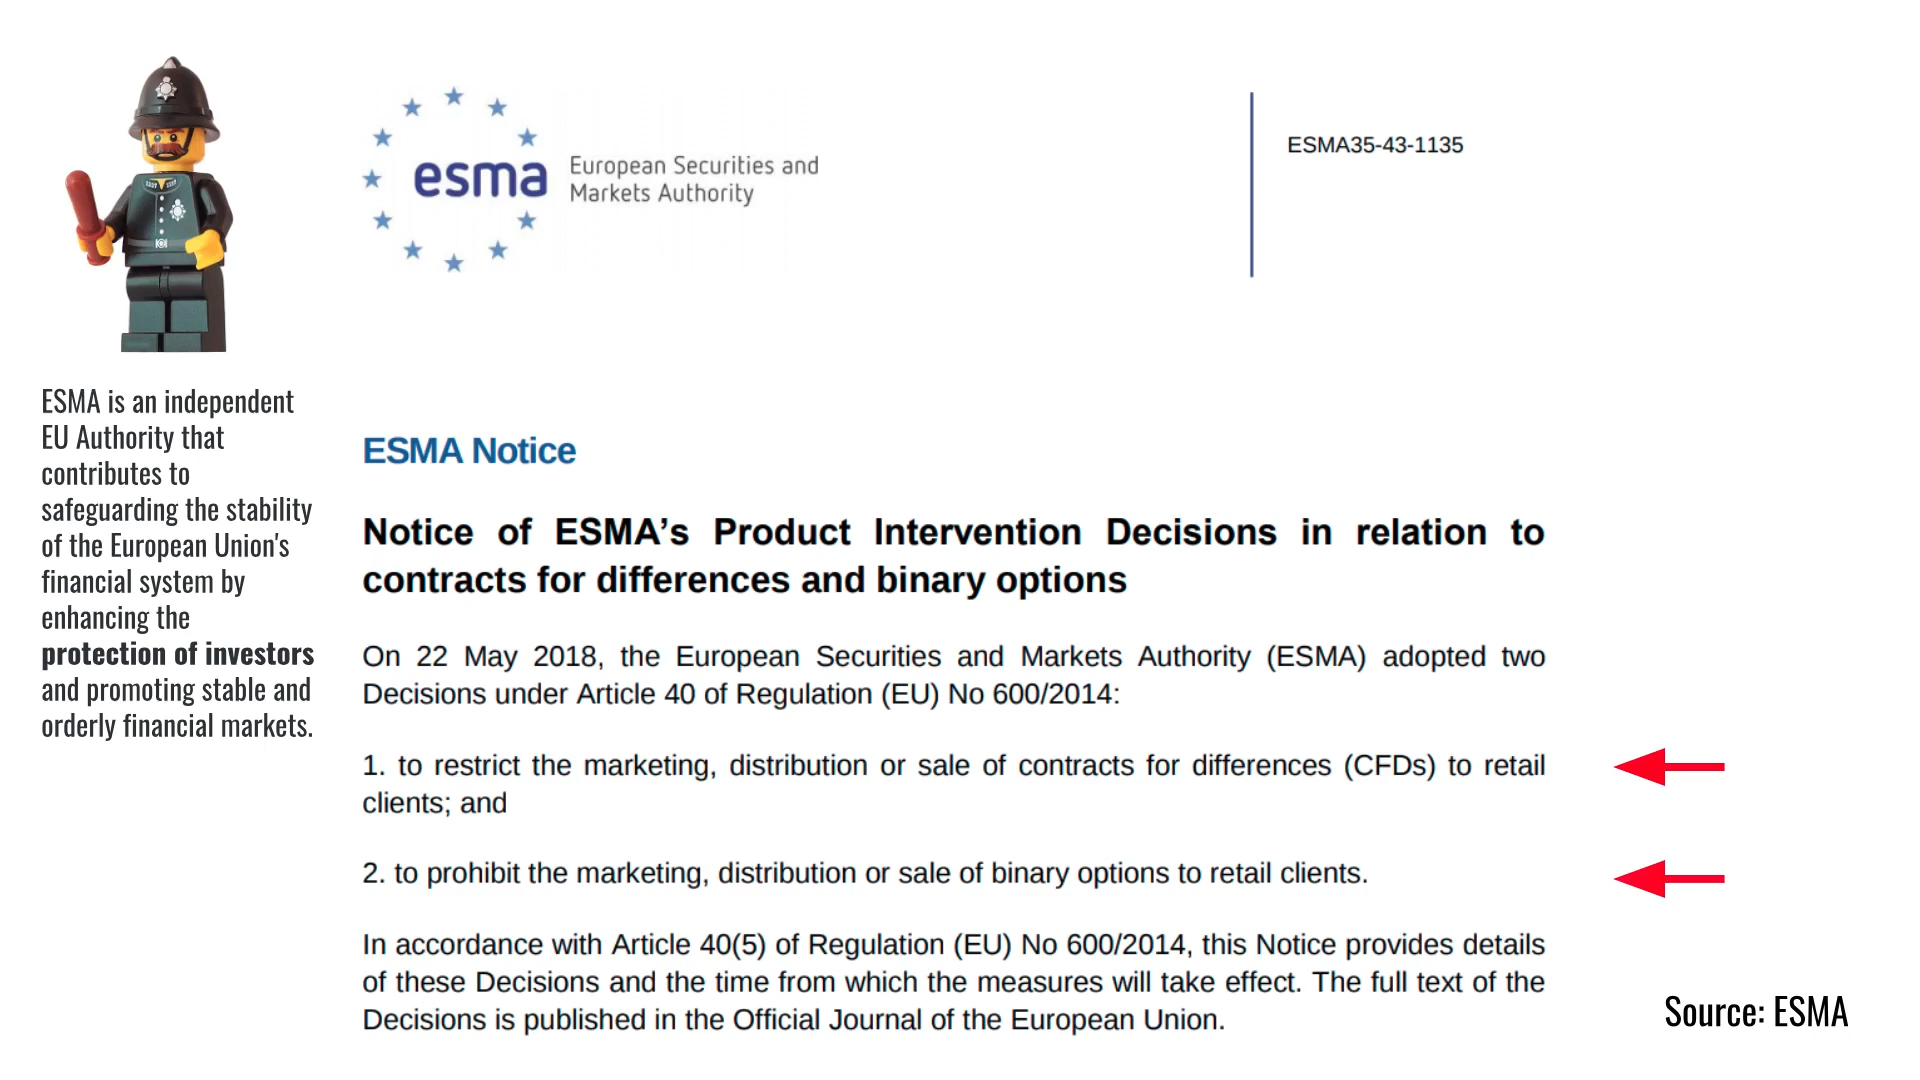 esma
European Securities and
Markets Authority
ESMA35-43-1135
ESMA is an independent
EU Authority that
contributes to
safeguarding the stability
of the European Union's
financial system by
enhancing the
protection of investors
and promoting stable and
orderly financial markets.
ESMA Notice
Notice of ESMA’s Product Intervention Decisions in relation to
contracts for differences and binary options
On 22 May 2018, the European Securities and Markets Authority (ESMA) adopted two
Decisions under Article 40 of Regulation (EU) No 600/2014:
1. to restrict the marketing, distribution or sale of contracts for differences (CFDs) to retail
clients; and
2. to prohibit the marketing, distribution or sale of binary options to retail clients.
In accordance with Article 40(5) of Regulation (EU) No 600/2014, this Notice provides details
of these Decisions and the time from which the measures will take effect. The full text of the
Decisions is published in the Official Journal of the European Union.
Source: ESMA